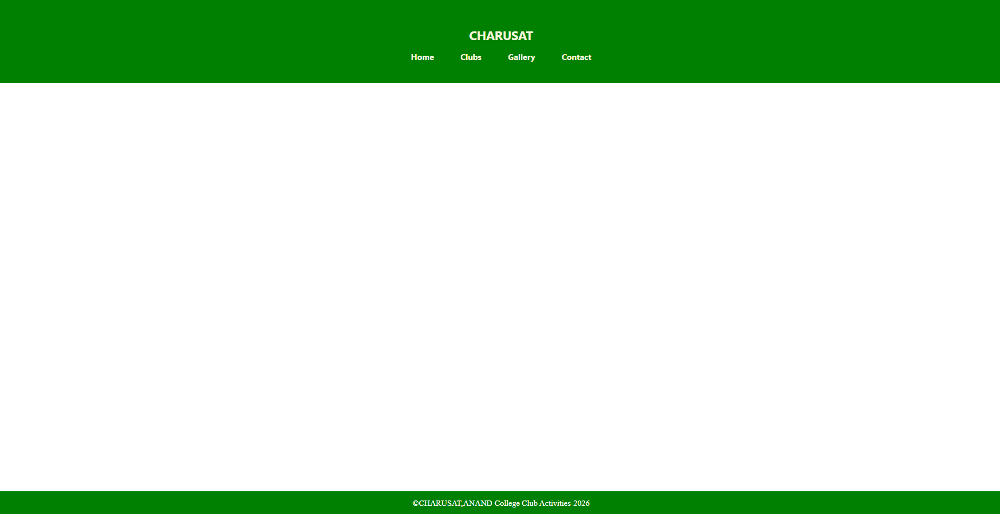 CHARUSAT
Home Clubs Gallery Contact
©CHARUSAT,ANAND College Club Activities-2026